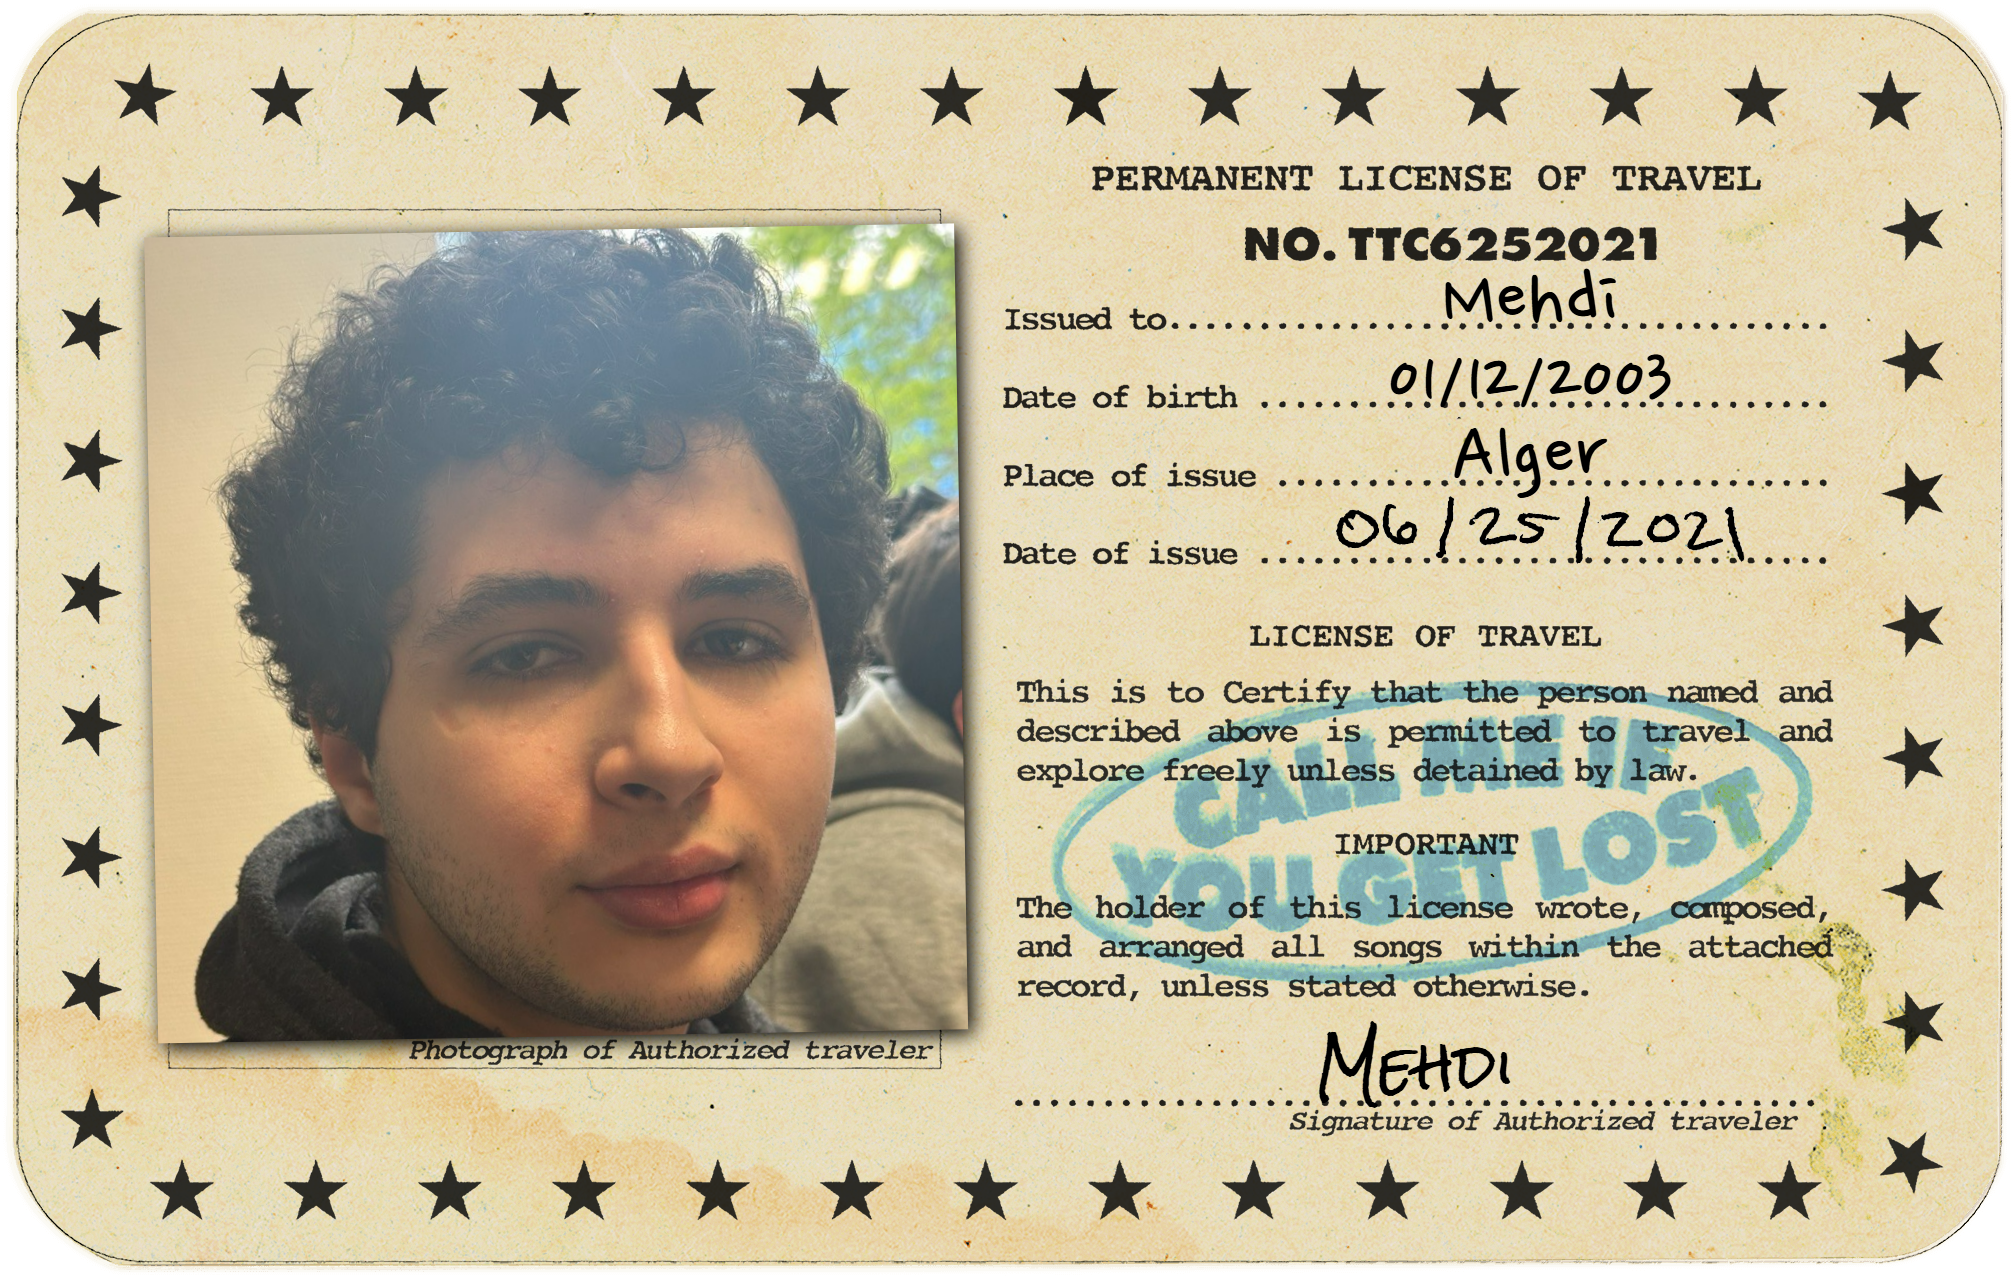 PERMANENT LICENSE OF TRAVEL
NO. TTC6252021
Issued to Mehdi
Date of birth 01/12/2003
Place of issue Alger
Date of issue 06/25/2021
LICENSE OF TRAVEL
This is to Certify that the person named and
described above is permitted to travel and
explore freely unless detained by law.
CALL ME IF
YOU GET LOST
IMPORTANT
The holder of this license wrote, composed,
and arranged all songs within the attached
record, unless stated otherwise.
MEHDI
Signature of Authorized traveler
Photograph of Authorized traveler